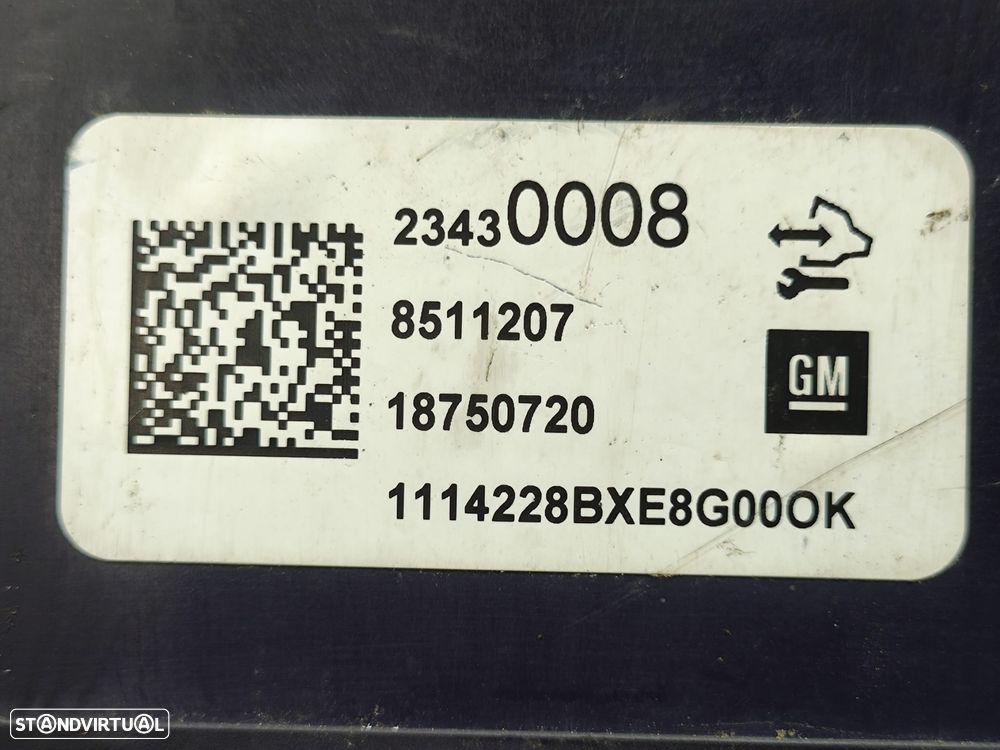 23430008
8511207
18750720
GM
1114228BXE8G00OK
STANDVIRTUAL